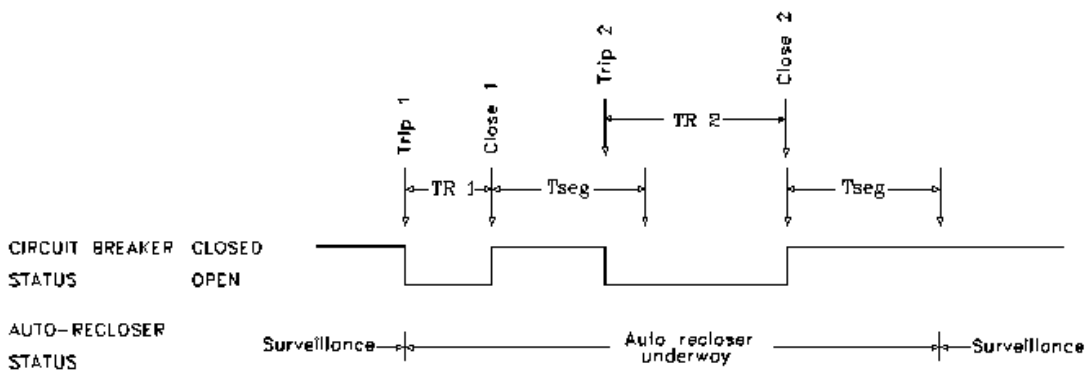 Trip 1
Close 1
Trip 2
Close 2
TR 2
TR 1
Tseg
Tseg
CIRCUIT BREAKER CLOSED
STATUS OPEN
AUTO-RECLOSER
STATUS
Surveillance
Auto recloser
underway
Surveillance